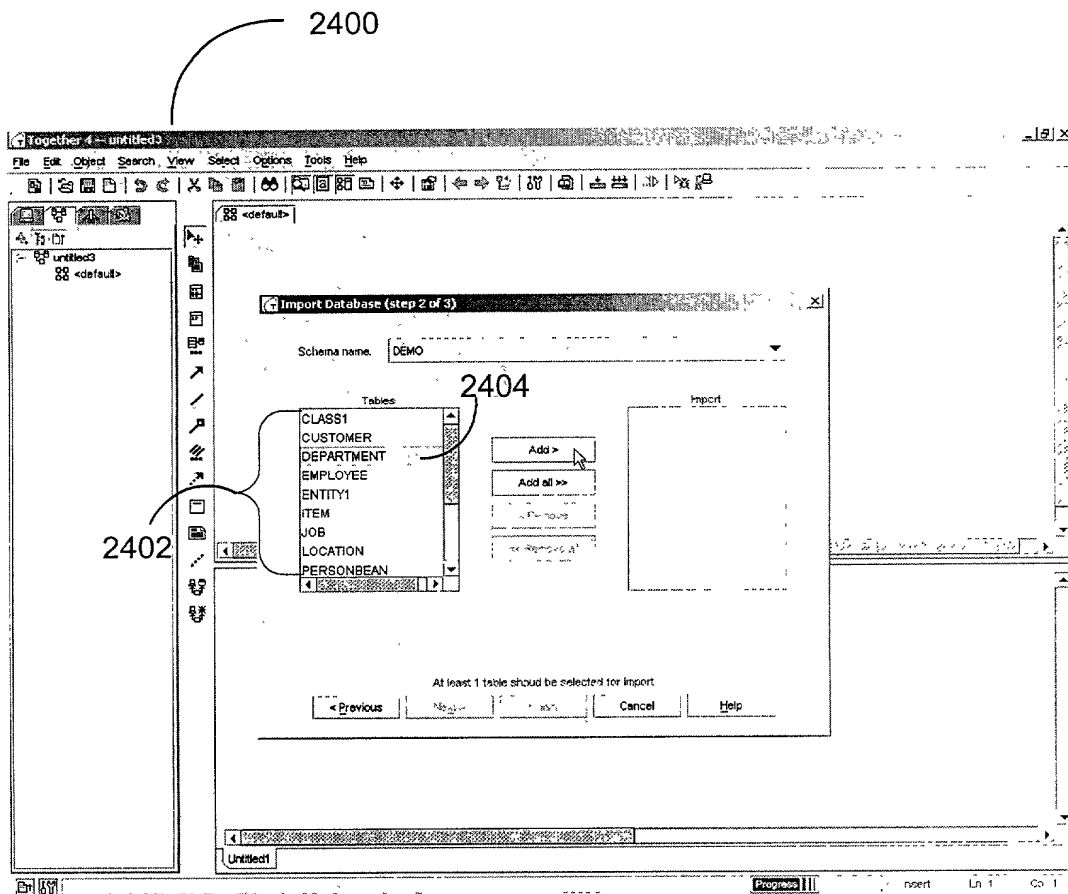 2400
Together 4 -- untitled3
File Edit Object Search View Select Options Tools Help
<default>
untitled3
<default>
Import Database (step 2 of 3)
Schema name. DEMO
2404
Tables
Import
CLASS1
CUSTOMER
DEPARTMENT
EMPLOYEE
ENTITY1
ITEM
JOB
LOCATION
PERSONBEAN
Add >
Add all >>
Remove
<< Remove all
2402
At least 1 table shoud be selected for import
< Previous
Cancel
Help
Untitled1
Progress
Ln 1